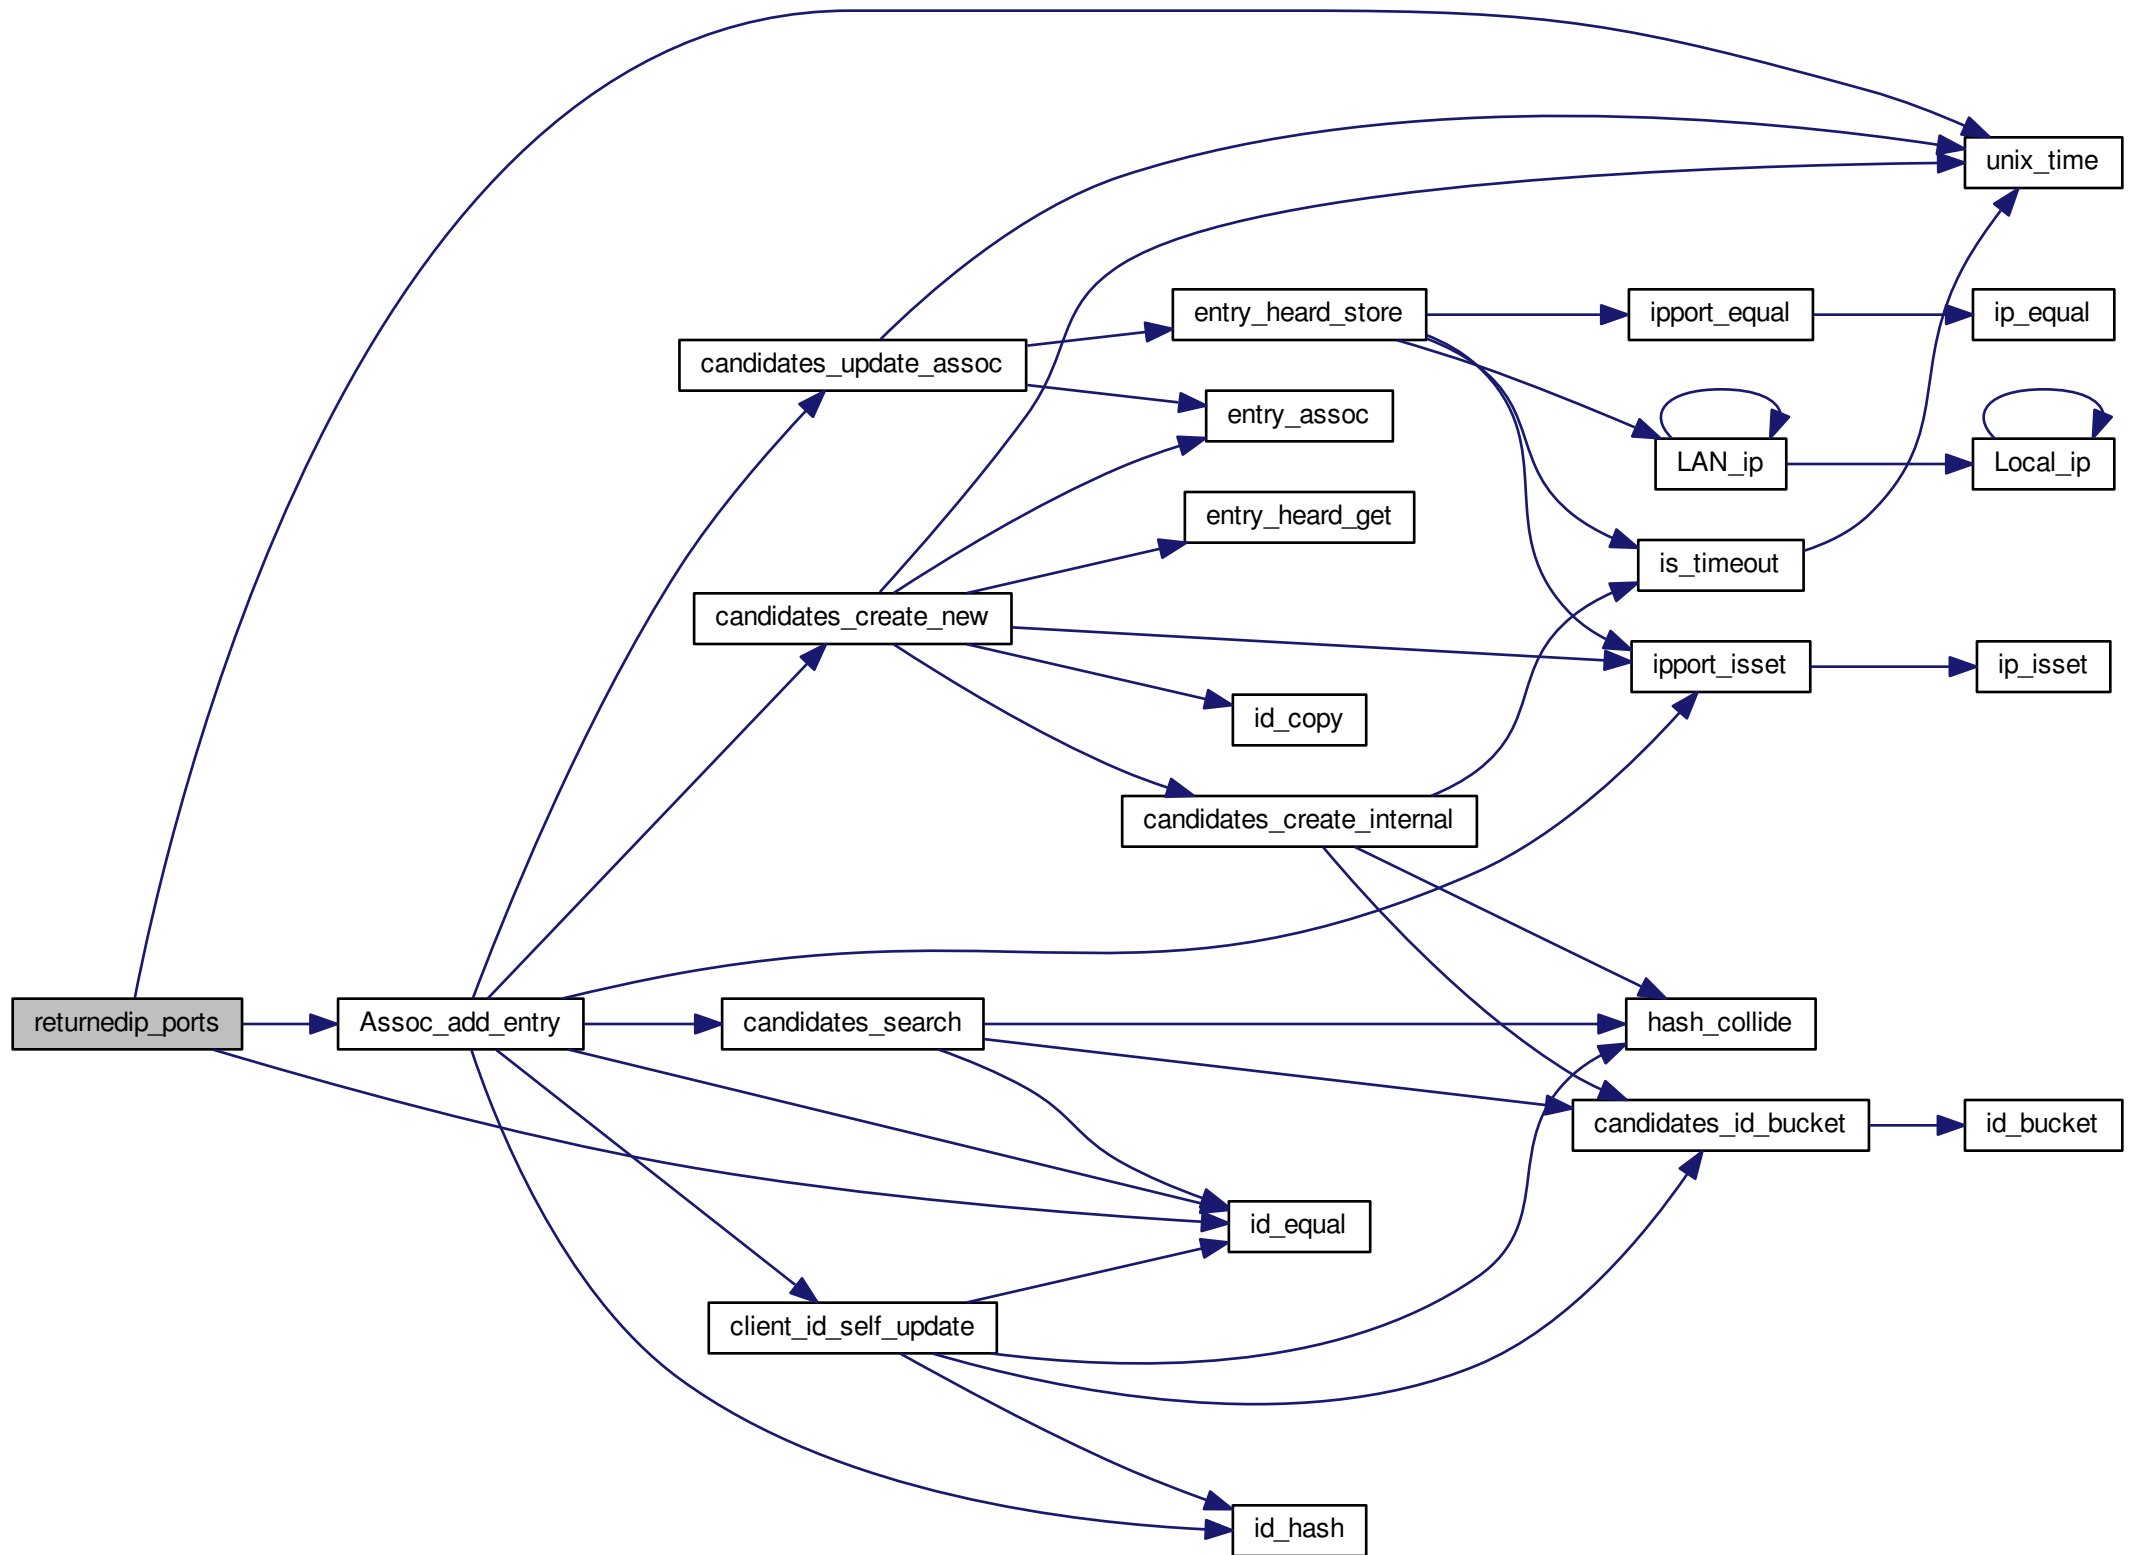 unix_time
entry_heard_store
ipport_equal
ip_equal
candidates_update_assoc
entry_assoc
LAN_ip
Local_ip
entry_heard_get
is_timeout
candidates_create_new
ipport_isset
ip_isset
id_copy
candidates_create_internal
returnedip_ports
Assoc_add_entry
candidates_search
hash_collide
candidates_id_bucket
id_bucket
id_equal
client_id_self_update
id_hash